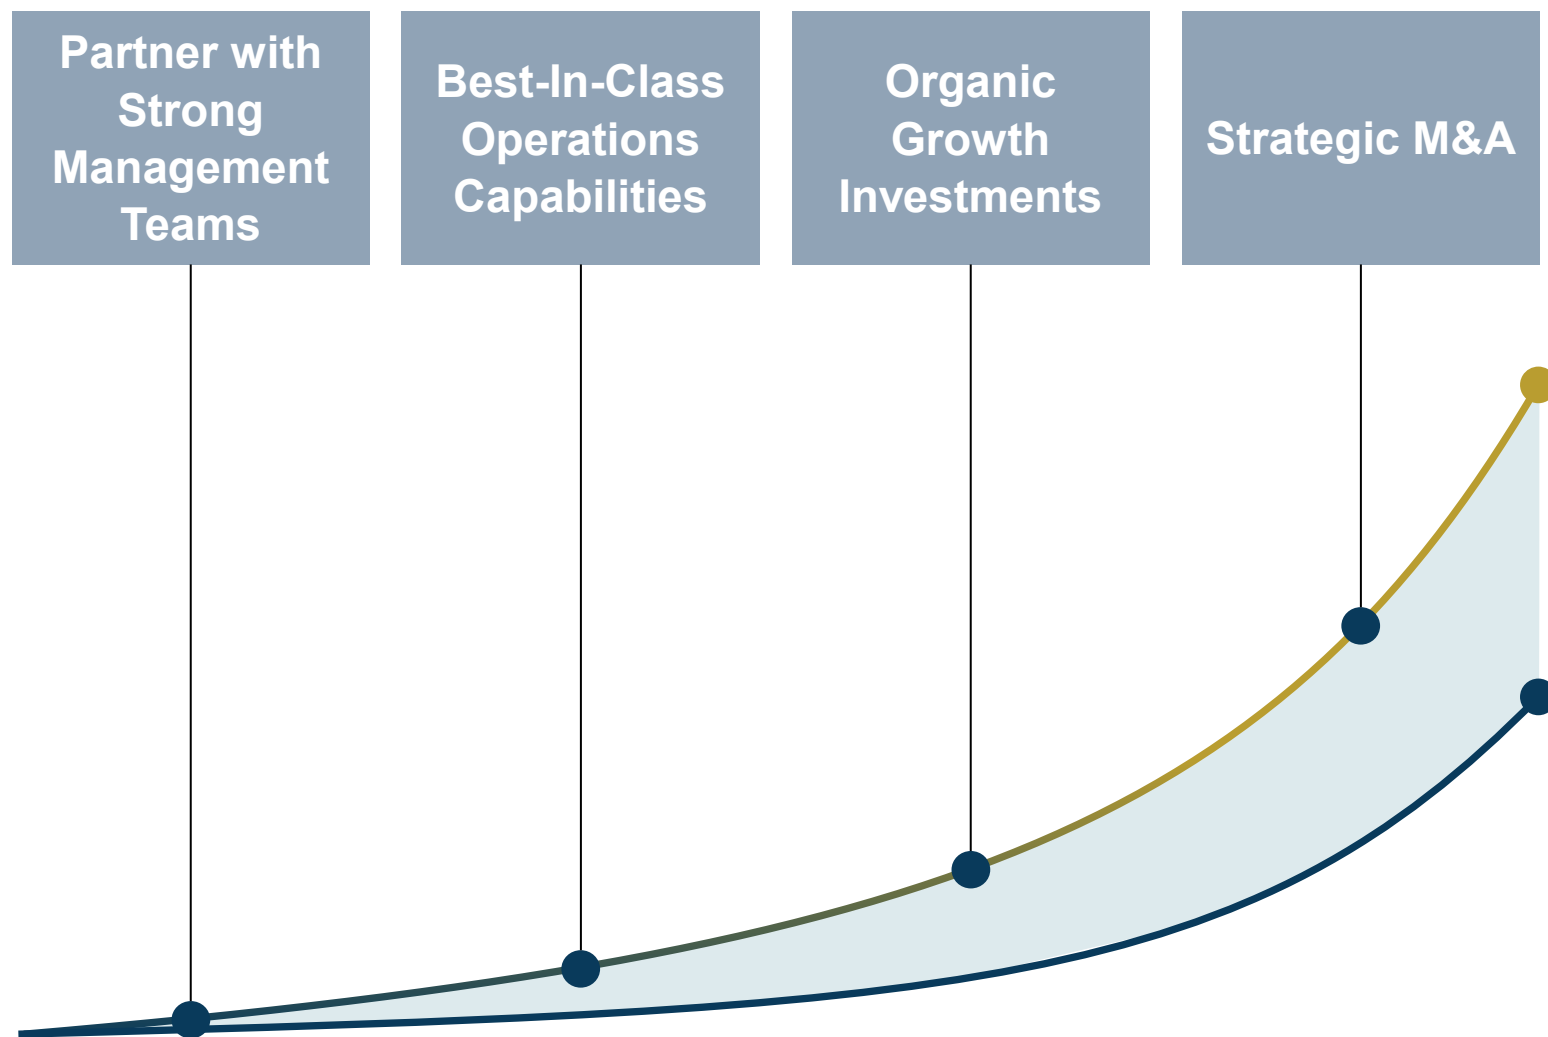 Partner with
Strong
Management
Teams
Best-In-Class
Operations
Capabilities
Organic
Growth
Investments
Strategic M&A